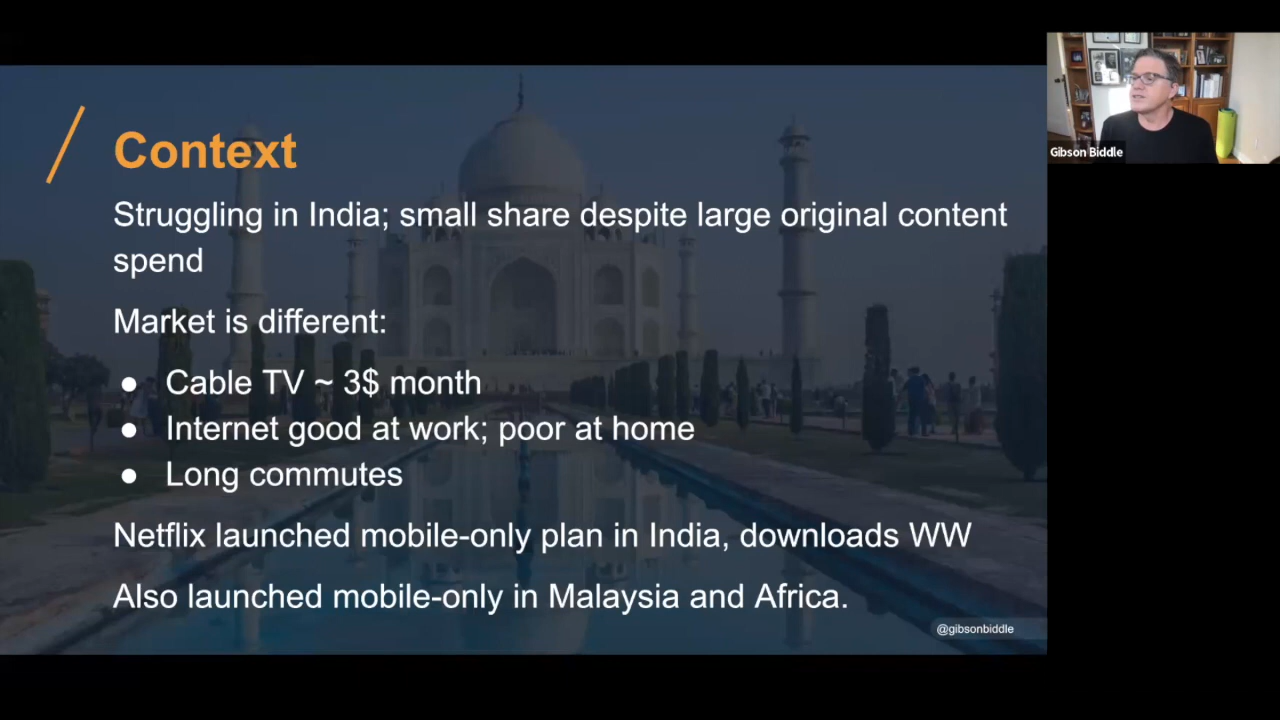 Context
Struggling in India; small share despite large original content
spend
Market is different:
● Cable TV ~ 3$ month
● Internet good at work; poor at home
● Long commutes
Netflix launched mobile-only plan in India, downloads WW
Also launched mobile-only in Malaysia and Africa.
@gibsonbiddle
Gibson Biddle